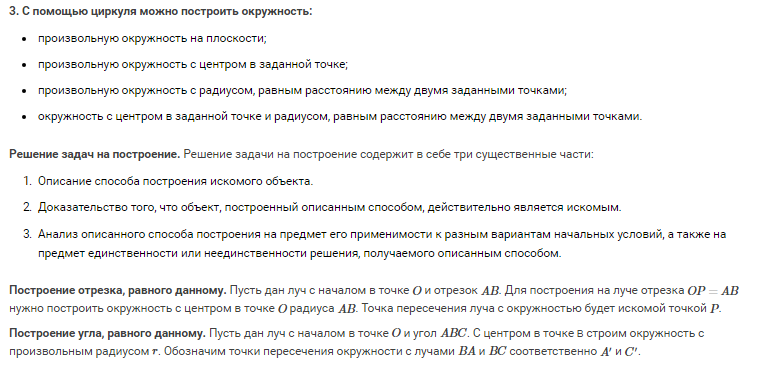 3. С помощью циркуля можно построить окружность:
• произвольную окружность на плоскости;
• произвольную окружность с центром в заданной точке;
• произвольную окружность с радиусом, равным расстоянию между двумя заданными точками;
• окружность с центром в заданной точке и радиусом, равным расстоянию между двумя заданными точками.
Решение задач на построение. Решение задачи на построение содержит в себе три существенные части:
1. Описание способа построения искомого объекта.
2. Доказательство того, что объект, построенный описанным способом, действительно является искомым.
3. Анализ описанного способа построения на предмет его применимости к разным вариантам начальных условий, а также на
предмет единственности или неединственности решения, получаемого описанным способом.
Построение отрезка, равного данному. Пусть дан луч с началом в точке O и отрезок AB. Для построения на луче отрезка OP = AB
нужно построить окружность с центром в точке O радиуса AB. Точка пересечения луча с окружностью будет искомой точкой P.
Построение угла, равного данному. Пусть дан луч с началом в точке O и угол ABC. С центром в точке B строим окружность с
произвольным радиусом r. Обозначим точки пересечения окружности с лучами BA и BC соответственно A′ и C′.